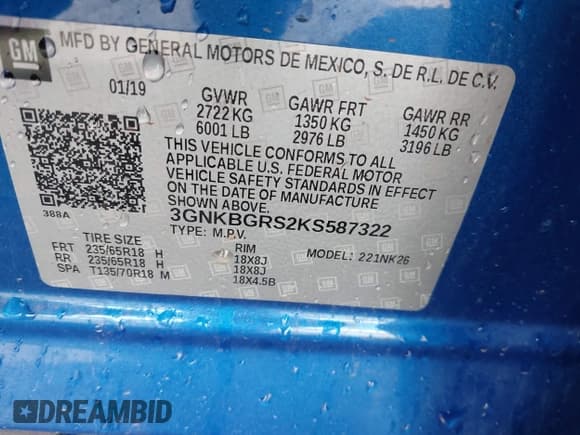 GM
MFD BY GENERAL MOTORS DE MEXICO, S. DE R.L. DE C.V.
01/19
GVWR GAWR FRT GAWR RR
2722 KG 1350 KG 1450 KG
6001 LB 2976 LB 3196 LB
THIS VEHICLE CONFORMS TO ALL
APPLICABLE U.S. FEDERAL MOTOR
VEHICLE SAFETY STANDARDS IN EFFECT
ON THE DATE OF MANUFACTURE
SHOWN ABOVE.
388A
3GNKBGRS2KS587322
TYPE: M.P.V. MODEL: 221NK26
TIRE SIZE RIM
FRT 235/65R18 H 18X8J
RR 235/65R18 H 18X8J
SPA T135/70R18 M 18X4.5B
DREAMBID